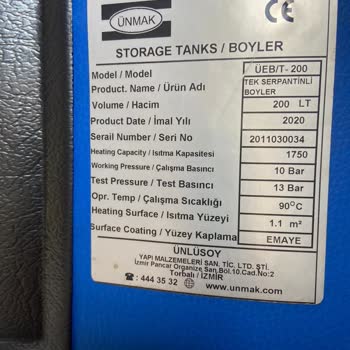 ÜNMAK
CE
STORAGE TANKS / BOYLER
Model / Model ÜEB/T-200
Product. Name / Ürün Adı TEK SERPANTİNLİ BOYLER
Volume / Hacim 200 LT
Product Date / İmal Yılı 2020
Serail Number / Seri No 2011030034
Heating Capacity / Isıtma Kapasitesi 1750
Working Pressure / Çalışma Basıncı 10 Bar
Test Pressure / Test Basıncı 13 Bar
Opr. Temp / Çalışma Sıcaklığı 90°C
Heating Surface / Isıtma Yüzeyi 1.1 m²
Surface Coating / Yüzey Kaplama EMAYE
ÜNLÜSOY
YAPI MALZEMELERİ SAN. TİC. LTD. ŞTİ.
İzmir Pancar Organize San.Böl.10.Cad.No:2
Torbalı / İZMİR
☎: 444 35 32 www.unmak.com